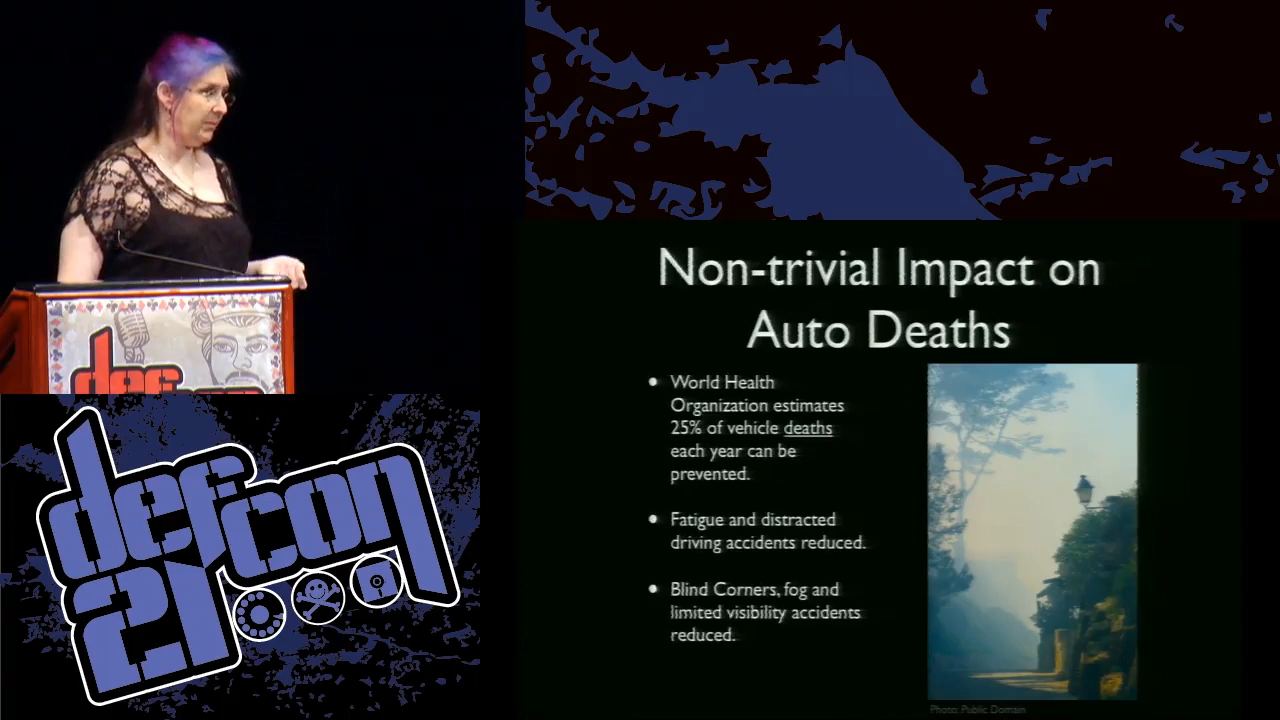 def
con
defcon
21
Non-trivial Impact on
Auto Deaths
• World Health
Organization estimates
25% of vehicle deaths
each year can be
prevented.
• Fatigue and distracted
driving accidents reduced.
• Blind Corners, fog and
limited visibility accidents
reduced.
Photo: Public Domain